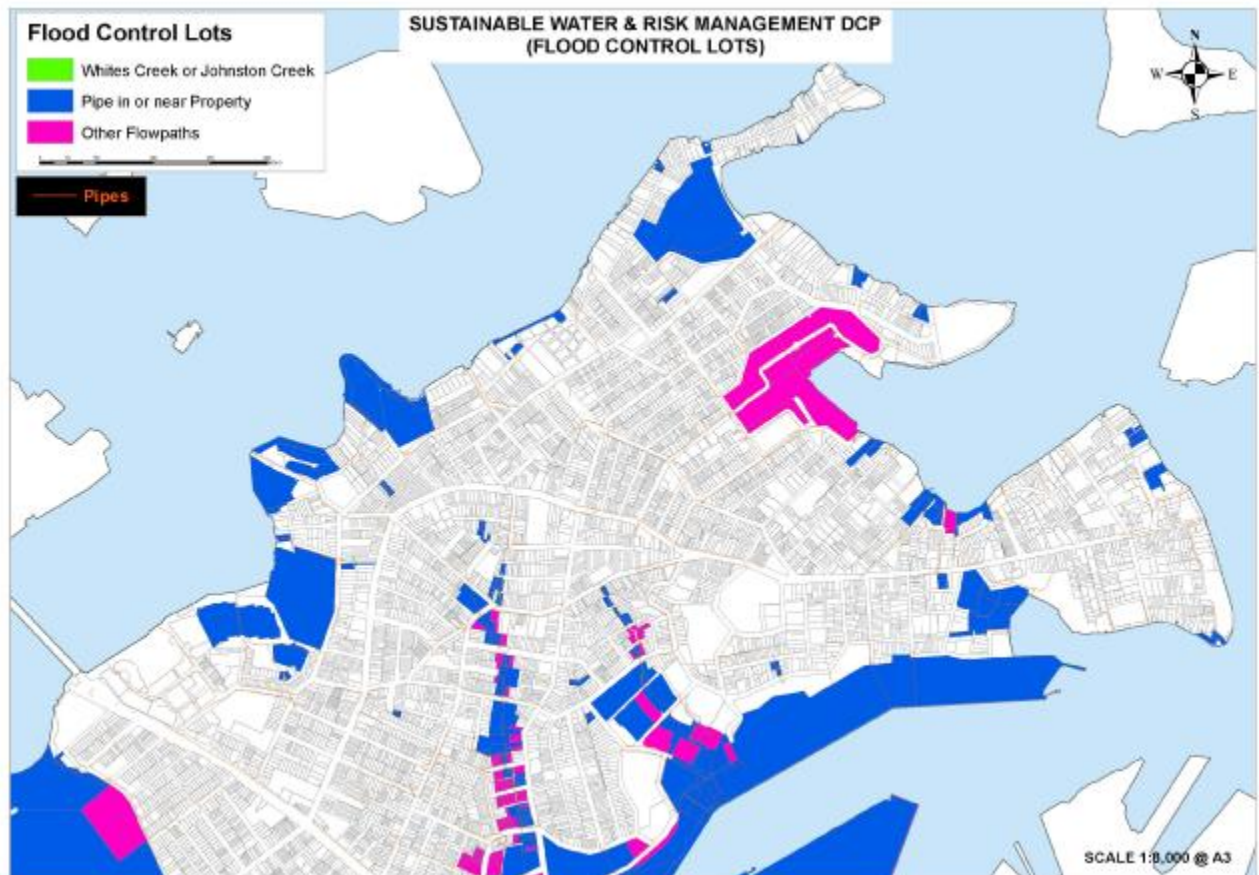 SUSTAINABLE WATER & RISK MANAGEMENT DCP
(FLOOD CONTROL LOTS)
Flood Control Lots
Whites Creek or Johnston Creek
Pipe in or near Property
Other Flowpaths
Pipes
N
W
E
S
SCALE 1:8,000 @ A3